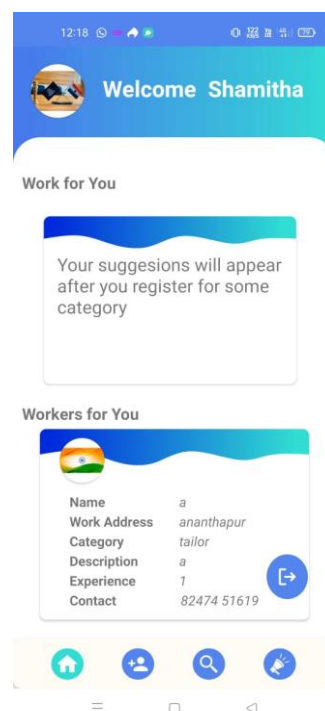 12:18
Welcome Shamitha
Work for You
Your suggesions will appear
after you register for some
category
Workers for You
Name a
Work Address ananthapur
Category tailor
Description a
Experience 1
Contact 82474 51619